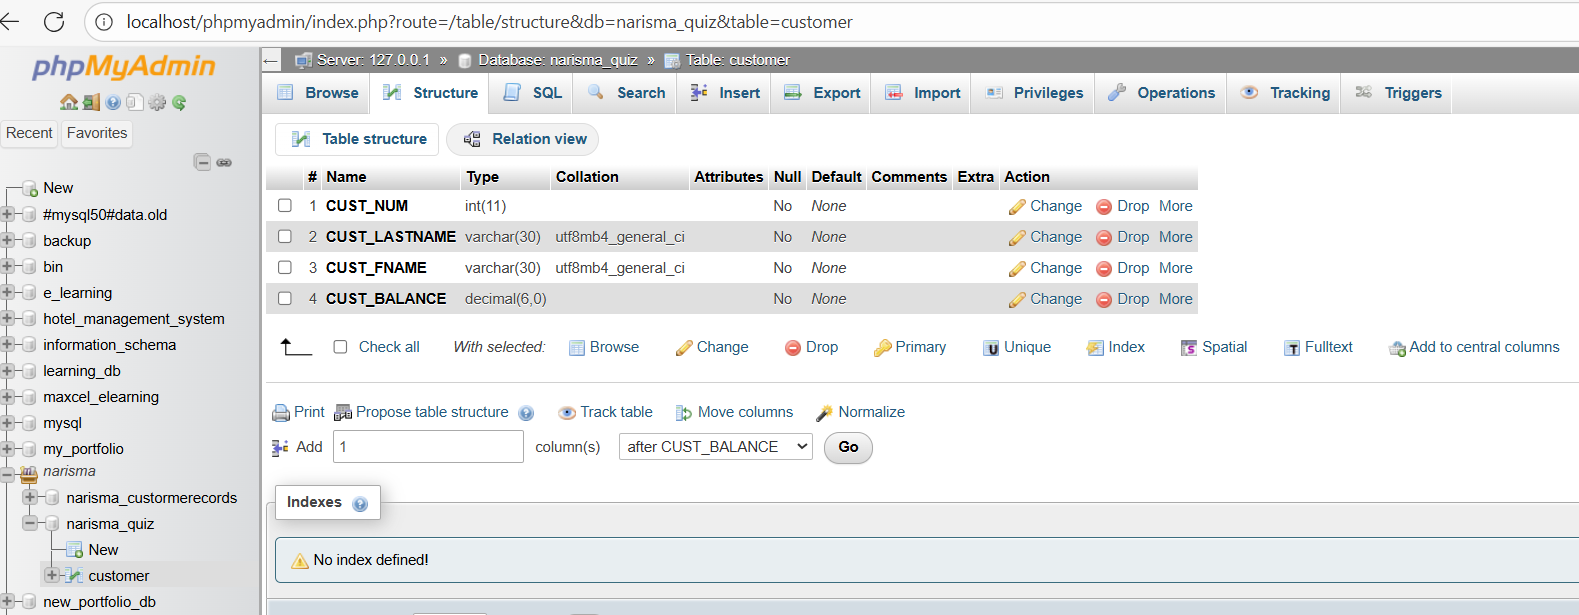 localhost/phpmyadmin/index.php?route=/table/structure&db=narisma_quiz&table=customer
phpMyAdmin
Recent Favorites
New
#mysql50#data.old
backup
bin
e_learning
hotel_management_system
information_schema
learning_db
maxcel_elearning
mysql
my_portfolio
narisma
narisma_custormerecords
narisma_quiz
New
customer
new_portfolio_db
Server: 127.0.0.1 » Database: narisma_quiz » Table: customer
Browse Structure SQL Search Insert Export Import Privileges Operations Tracking Triggers
Table structure Relation view
# Name Type Collation Attributes Null Default Comments Extra Action
1 CUST_NUM int(11) No None Change Drop More
2 CUST_LASTNAME varchar(30) utf8mb4_general_ci No None Change Drop More
3 CUST_FNAME varchar(30) utf8mb4_general_ci No None Change Drop More
4 CUST_BALANCE decimal(6,0) No None Change Drop More
Check all With selected: Browse Change Drop Primary Unique Index Spatial Fulltext Add to central columns
Print Propose table structure Track table Move columns Normalize
Add 1 column(s) after CUST_BALANCE Go
Indexes
No index defined!